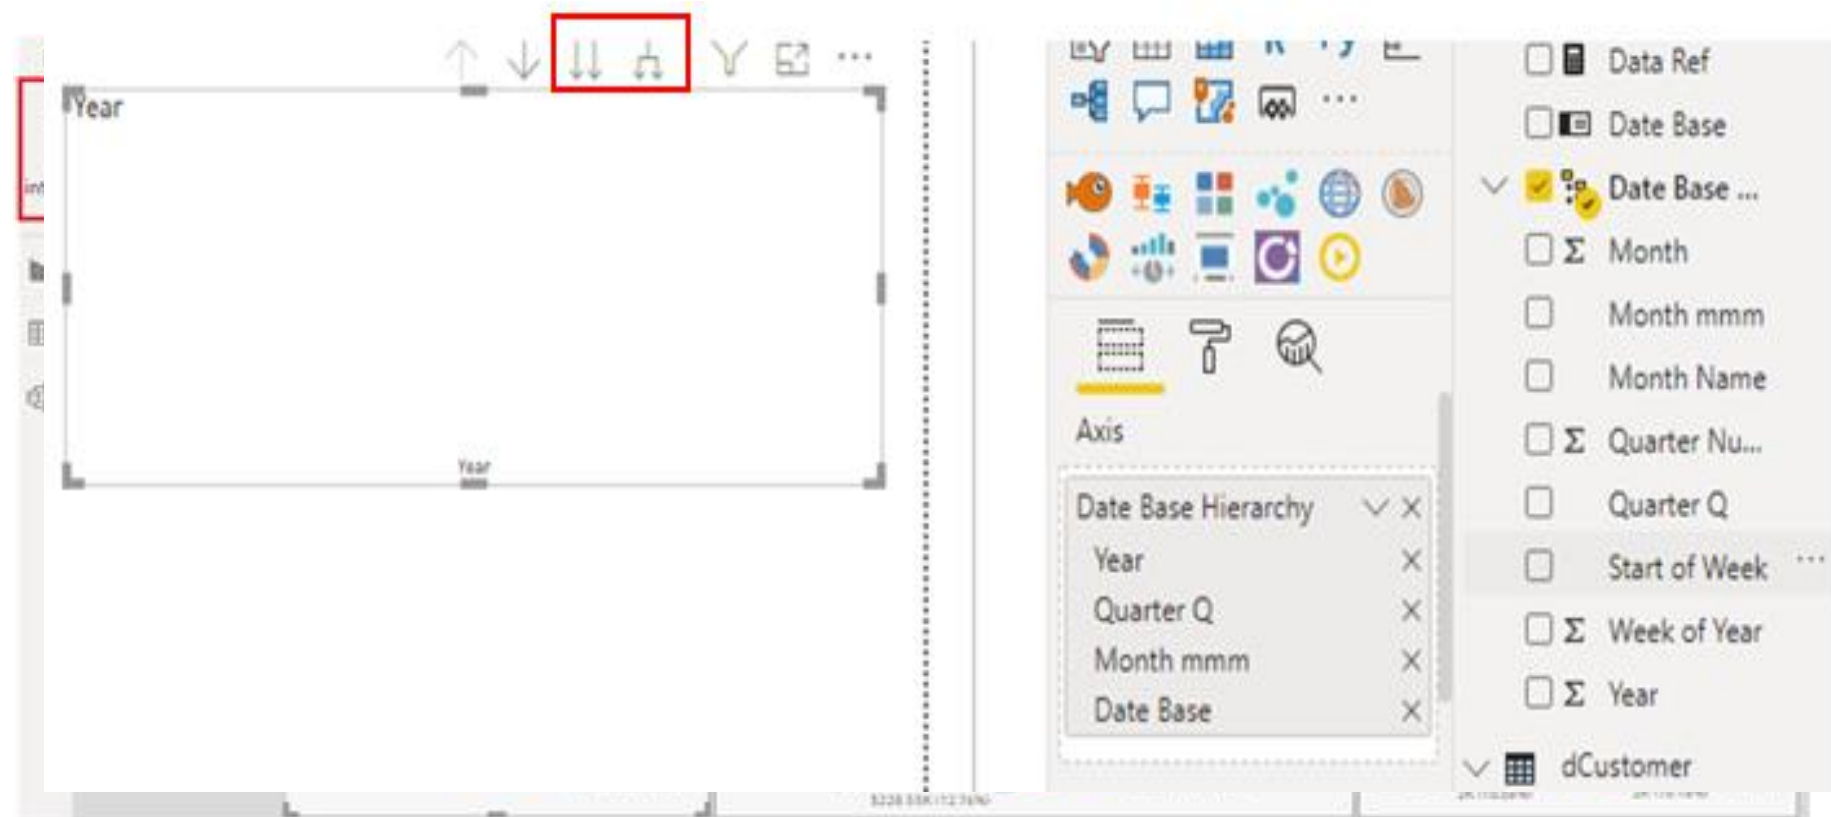 Year
Year
Axis
Date Base Hierarchy
Year
Quarter Q
Month mmm
Date Base
Data Ref
Date Base
Date Base ...
Month
Month mmm
Month Name
Quarter Nu...
Quarter Q
Start of Week
Week of Year
Year
dCustomer